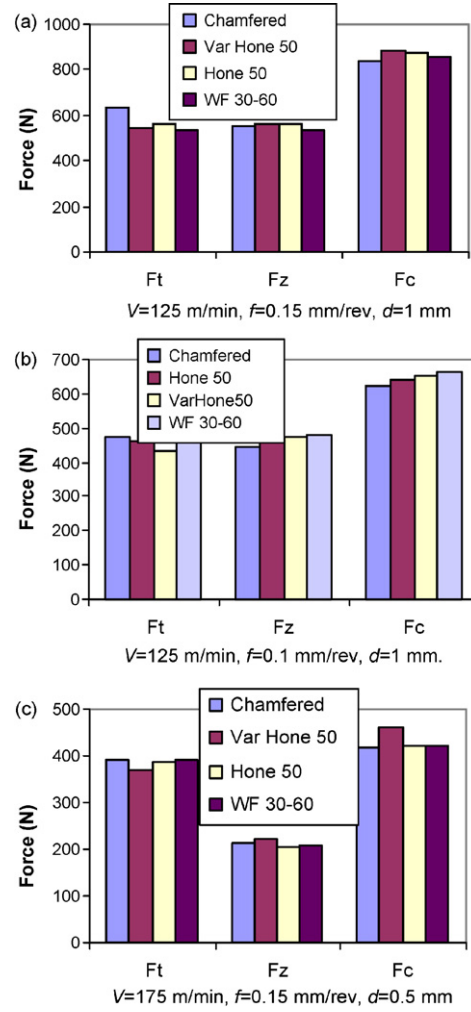 (a)
1000
800
600
400
200
0
Force (N)
Chamfered
Var Hone 50
Hone 50
WF 30-60
Ft Fz Fc
V=125 m/min, f=0.15 mm/rev, d=1 mm
(b)
700
600
500
400
300
200
100
0
Force (N)
Chamfered
Hone 50
VarHone50
WF 30-60
Ft Fz Fc
V=125 m/min, f=0.1 mm/rev, d=1 mm.
(c)
500
400
300
200
100
0
Force (N)
Chamfered
Var Hone 50
Hone 50
WF 30-60
Ft Fz Fc
V=175 m/min, f=0.15 mm/rev, d=0.5 mm